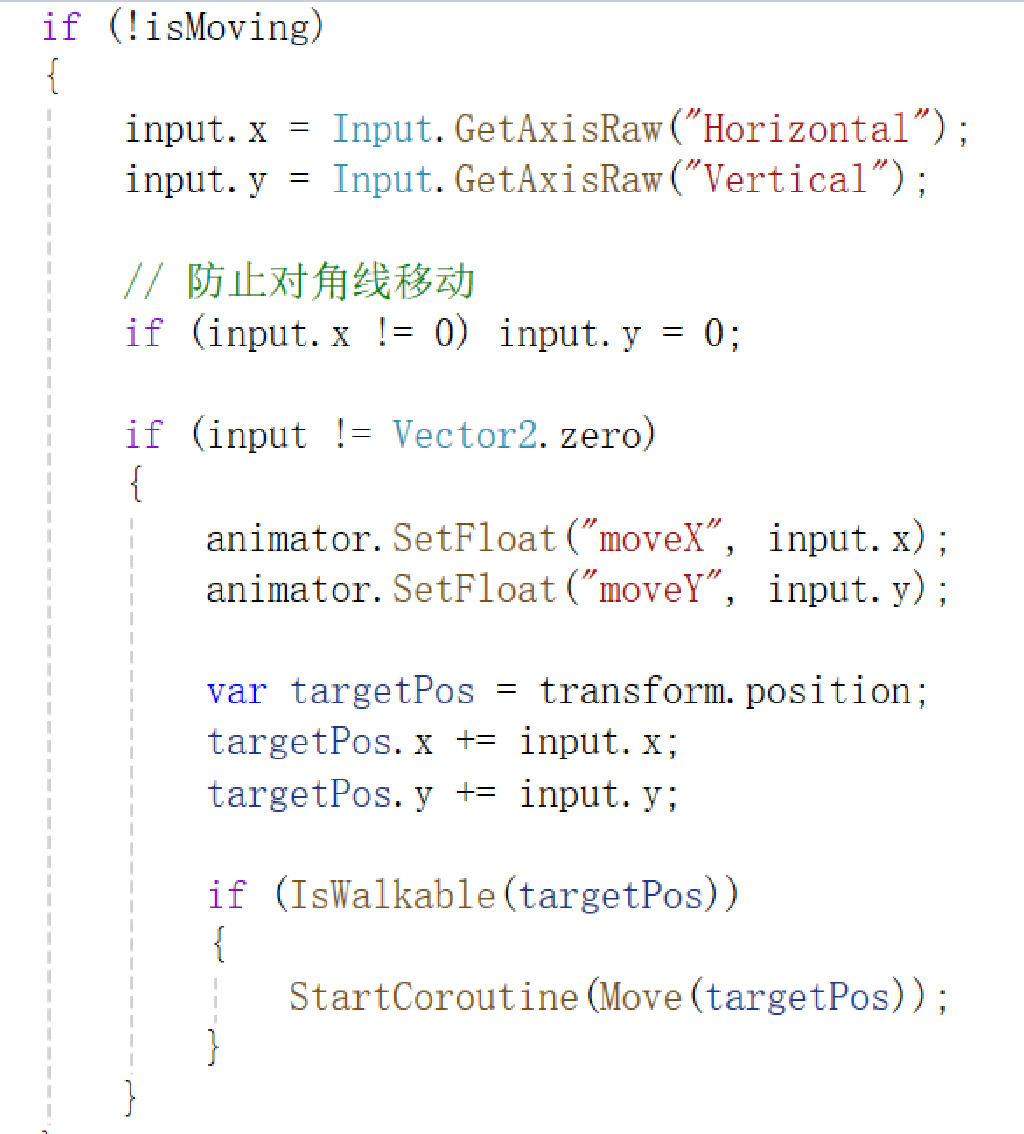 if (!isMoving)
{
input.x = Input.GetAxisRaw("Horizontal");
input.y = Input.GetAxisRaw("Vertical");
// 防止对角线移动
if (input.x != 0) input.y = 0;
if (input != Vector2.zero)
{
animator.SetFloat("moveX", input.x);
animator.SetFloat("moveY", input.y);
var targetPos = transform.position;
targetPos.x += input.x;
targetPos.y += input.y;
if (IsWalkable(targetPos))
{
StartCoroutine(Move(targetPos));
}
}